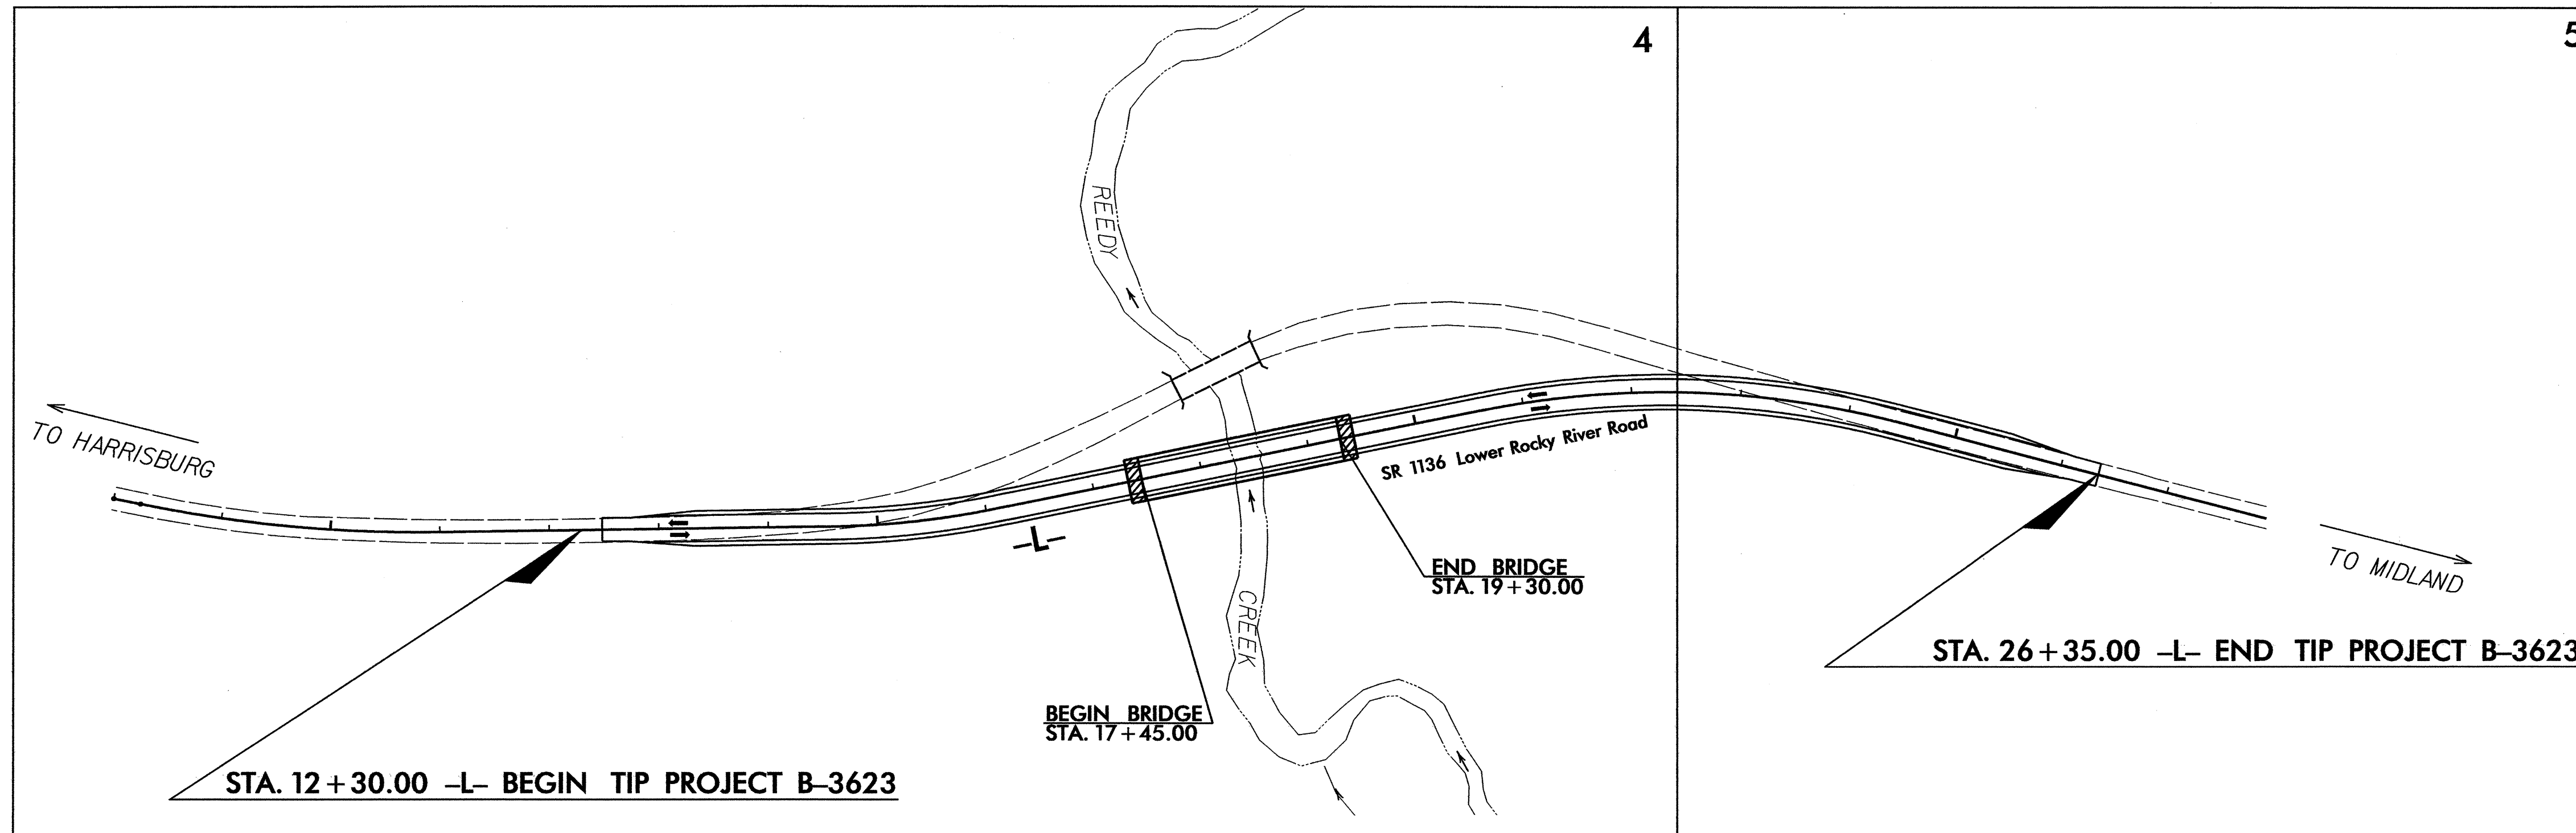 4
5
REEDY
TO HARRISBURG
SR 1136 Lower Rocky River Road
-L-
END BRIDGE
STA. 19+30.00
CREEK
TO MIDLAND
STA. 26+35.00 -L- END TIP PROJECT B-3623
BEGIN BRIDGE
STA. 17+45.00
STA. 12+30.00 -L- BEGIN TIP PROJECT B-3623